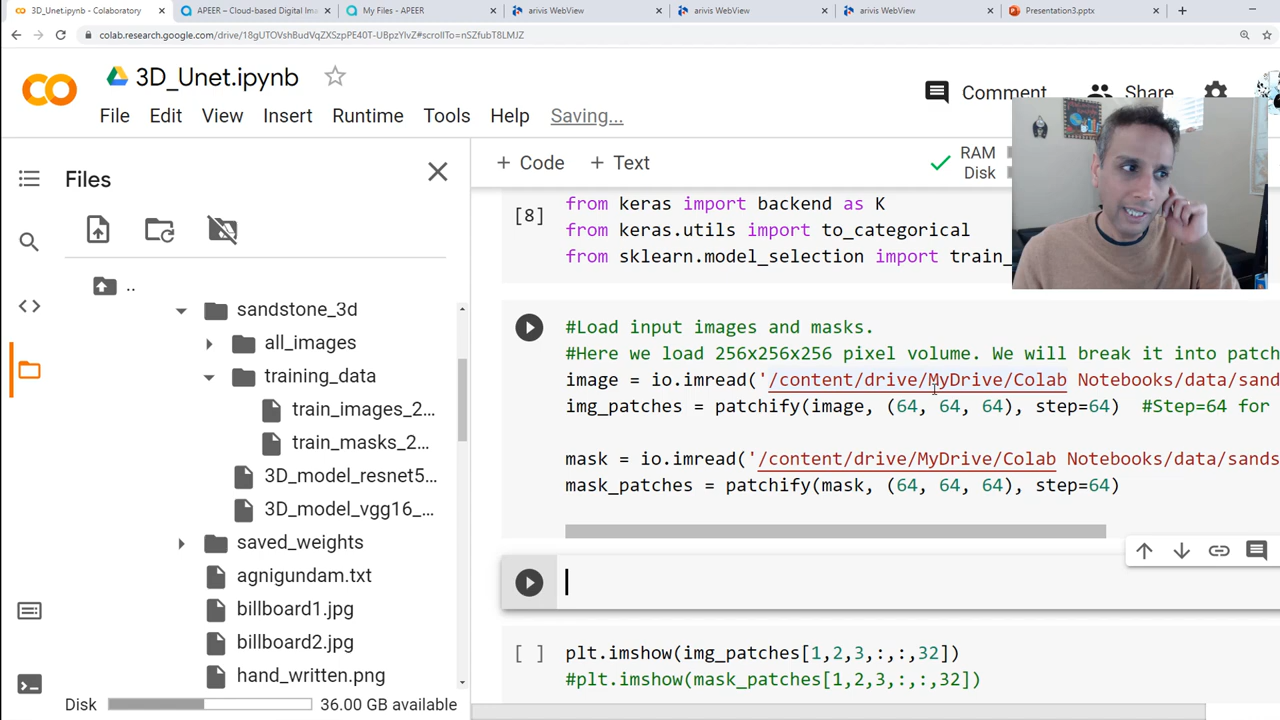 3D_Unet.ipynb - Colaboratory
APEER – Cloud-based Digital Ima
My Files - APEER
arivis WebView
arivis WebView
arivis WebView
Presentation3.pptx
colab.research.google.com/drive/18gUTOVshBudVqZXSzpPE40T-UBpzYlvZ#scrollTo=nSZfubT8LMJZ
3D_Unet.ipynb
File Edit View Insert Runtime Tools Help Saving...
Comment Share
Files
+ Code + Text
RAM
Disk
..
sandstone_3d
all_images
training_data
train_images_2...
train_masks_2...
3D_model_resnet5...
3D_model_vgg16_...
saved_weights
agnigundam.txt
billboard1.jpg
billboard2.jpg
hand_written.png
Disk 36.00 GB available
[8]
from keras import backend as K
from keras.utils import to_categorical
from sklearn.model_selection import train_
#Load input images and masks.
#Here we load 256x256x256 pixel volume. We will break it into patch
image = io.imread('/content/drive/MyDrive/Colab Notebooks/data/sand
img_patches = patchify(image, (64, 64, 64), step=64)  #Step=64 for
mask = io.imread('/content/drive/MyDrive/Colab Notebooks/data/sands
mask_patches = patchify(mask, (64, 64, 64), step=64)
[ ]
plt.imshow(img_patches[1,2,3,:,:,32])
#plt.imshow(mask_patches[1,2,3,:,:,32])